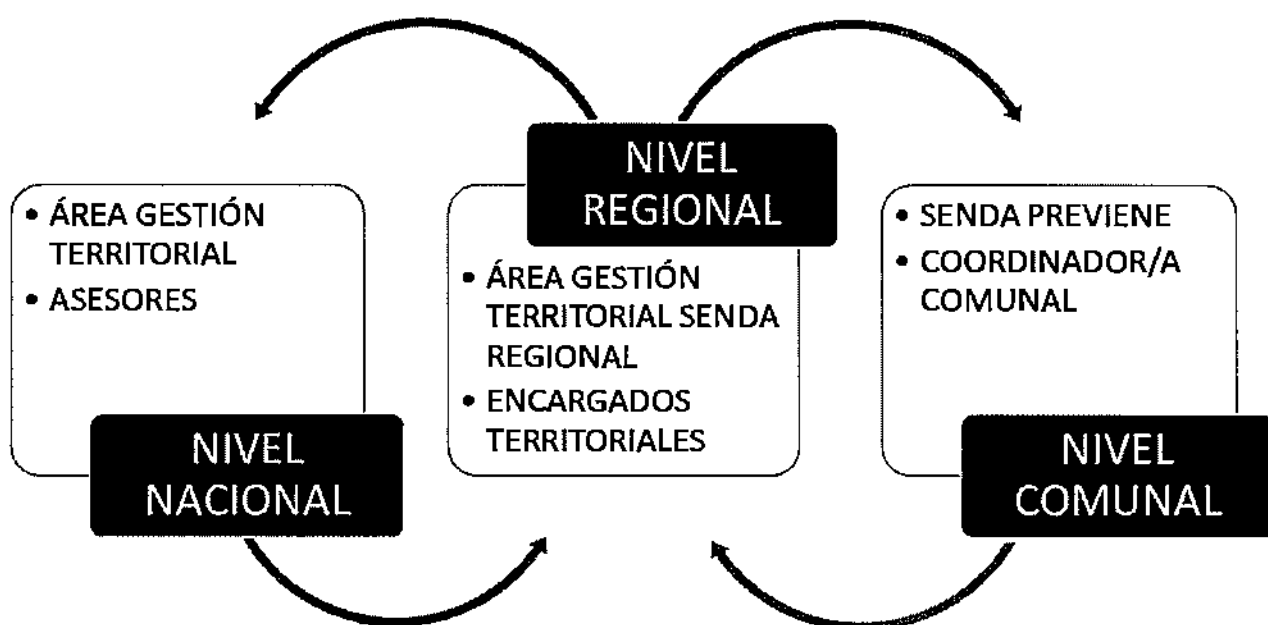 • ÁREA GESTIÓN
TERRITORIAL
• ASESORES
NIVEL
NACIONAL
NIVEL
REGIONAL
• ÁREA GESTIÓN
TERRITORIAL SENDA
REGIONAL
• ENCARGADOS
TERRITORIALES
• SENDA PREVIENE
• COORDINADOR/A
COMUNAL
NIVEL
COMUNAL